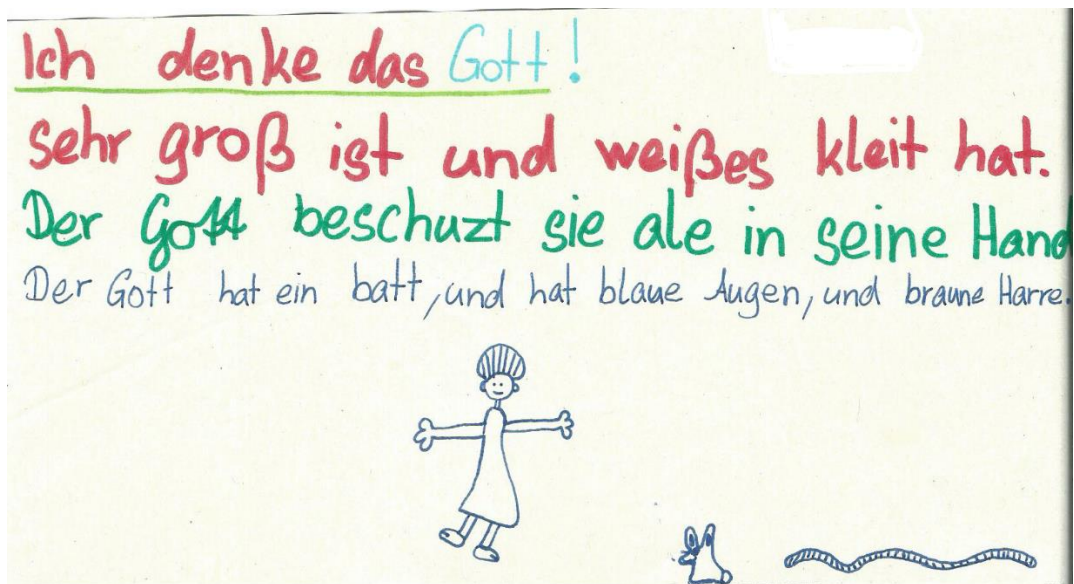 Ich denke das Gott!
sehr groß ist und weißes kleit hat.
Der Gott beschuzt sie ale in seine Hand
Der Gott hat ein batt, und hat blaue Augen, und braune Harre.